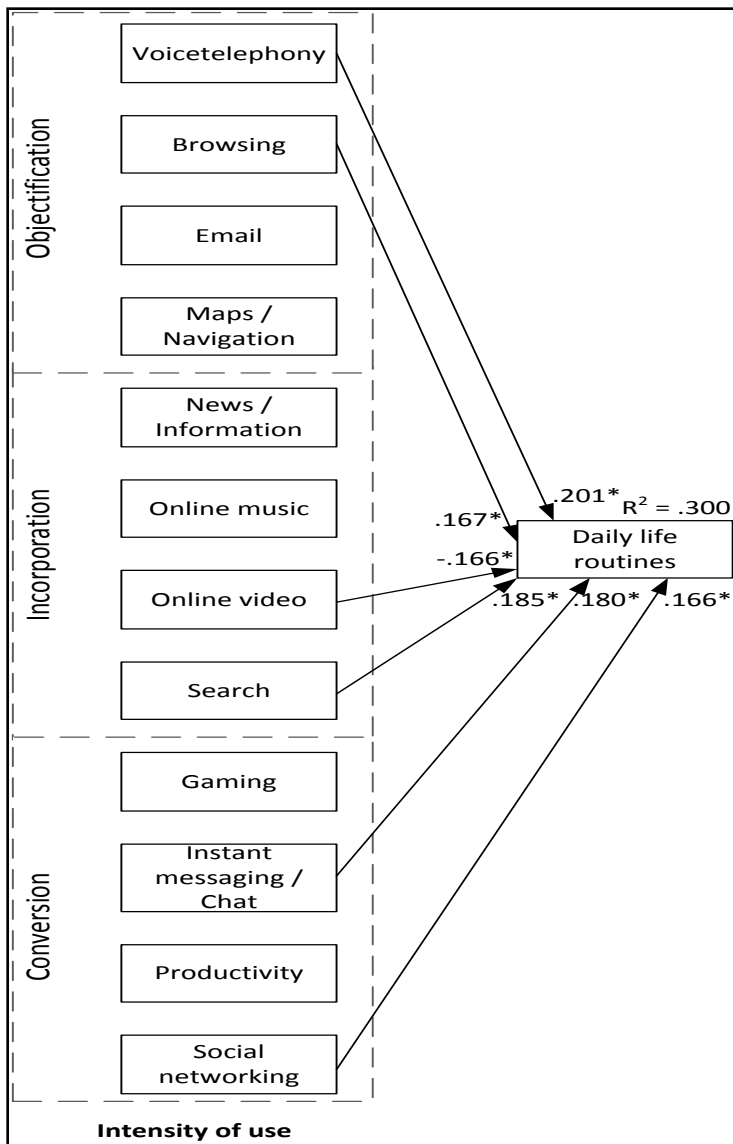 Objectification
Voicetelephony
Browsing
Email
Maps /
Navigation
Incorporation
News /
Information
Online music
Online video
Search
Conversion
Gaming
Instant
messaging /
Chat
Productivity
Social
networking
Intensity of use
.201*
R² = .300
.167*
-.166*
Daily life
routines
.185*
.180*
.166*